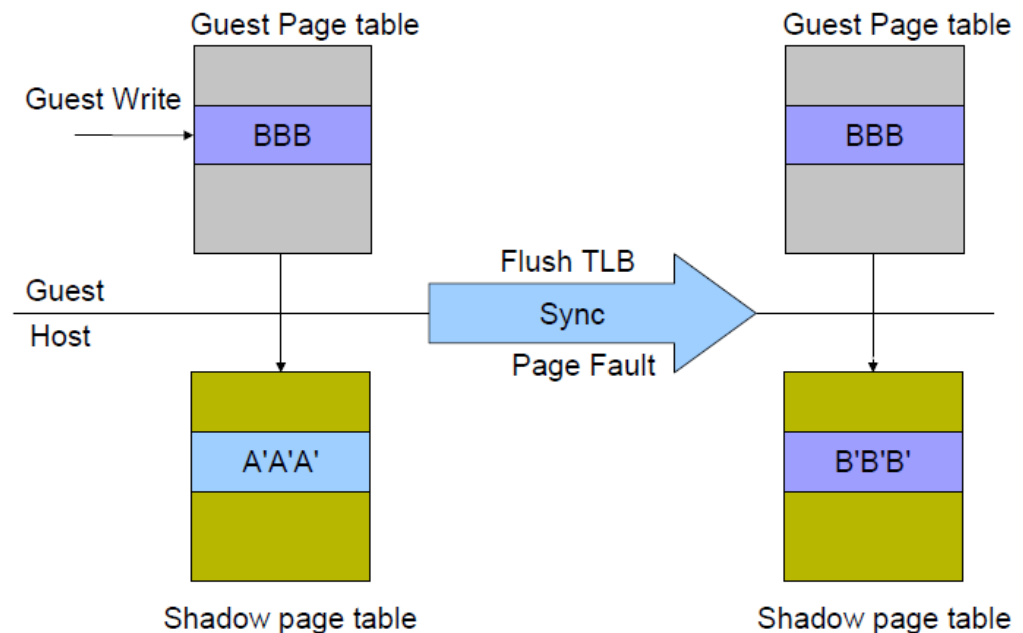 Guest Page table
Guest Page table
Guest Write
BBB
BBB
Flush TLB
Guest
Sync
Host
Page Fault
A'A'A'
B'B'B'
Shadow page table
Shadow page table